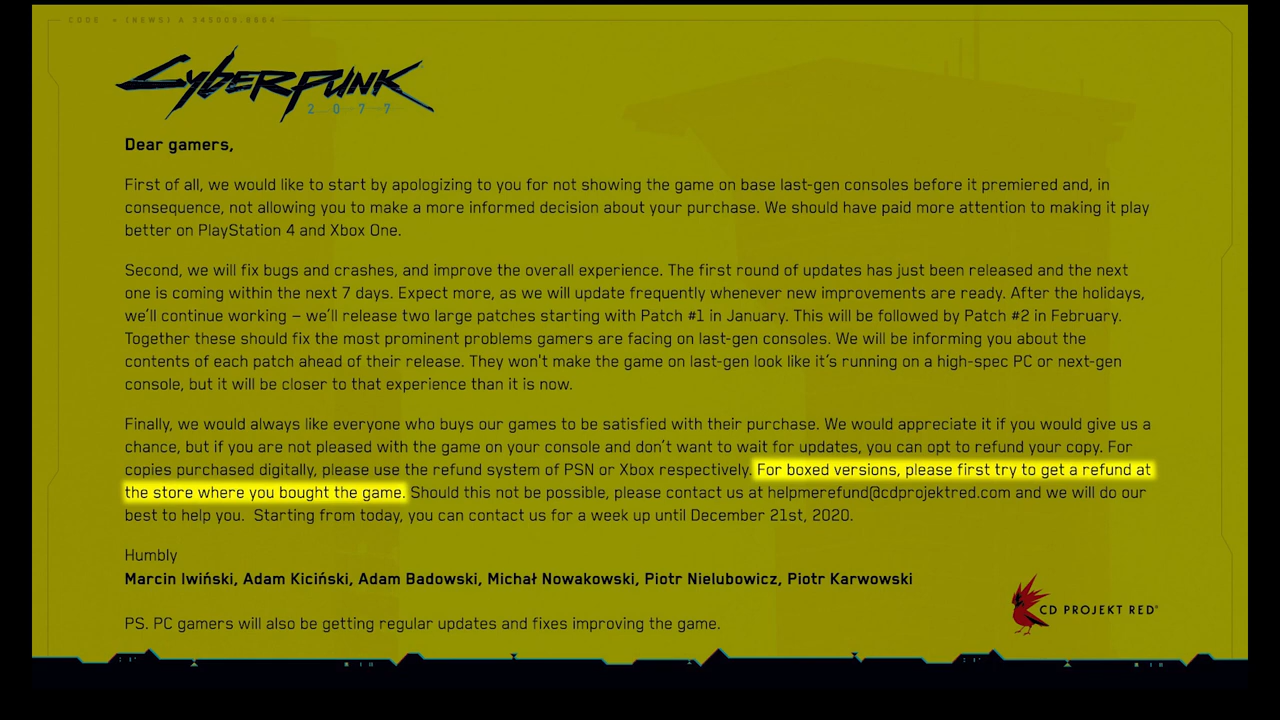 CODE + [NEWS] A 345008.8604
CYBERPUNK
2077
Dear gamers,
First of all, we would like to start by apologizing to you for not showing the game on base last-gen consoles before it premiered and, in
consequence, not allowing you to make a more informed decision about your purchase. We should have paid more attention to making it play
better on PlayStation 4 and Xbox One.
Second, we will fix bugs and crashes, and improve the overall experience. The first round of updates has just been released and the next
one is coming within the next 7 days. Expect more, as we will update frequently whenever new improvements are ready. After the holidays,
we'll continue working – we'll release two large patches starting with Patch #1 in January. This will be followed by Patch #2 in February.
Together these should fix the most prominent problems gamers are facing on last-gen consoles. We will be informing you about the
contents of each patch ahead of their release. They won't make the game on last-gen look like it's running on a high-spec PC or next-gen
console, but it will be closer to that experience than it is now.
Finally, we would always like everyone who buys our games to be satisfied with their purchase. We would appreciate it if you would give us a
chance, but if you are not pleased with the game on your console and don't want to wait for updates, you can opt to refund your copy. For
copies purchased digitally, please use the refund system of PSN or Xbox respectively. For boxed versions, please first try to get a refund at
the store where you bought the game. Should this not be possible, please contact us at helpmerefund@cdprojektred.com and we will do our
best to help you.  Starting from today, you can contact us for a week up until December 21st, 2020.
Humbly
Marcin Iwiński, Adam Kiciński, Adam Badowski, Michał Nowakowski, Piotr Nielubowicz, Piotr Karwowski
CD PROJEKT RED®
PS. PC gamers will also be getting regular updates and fixes improving the game.